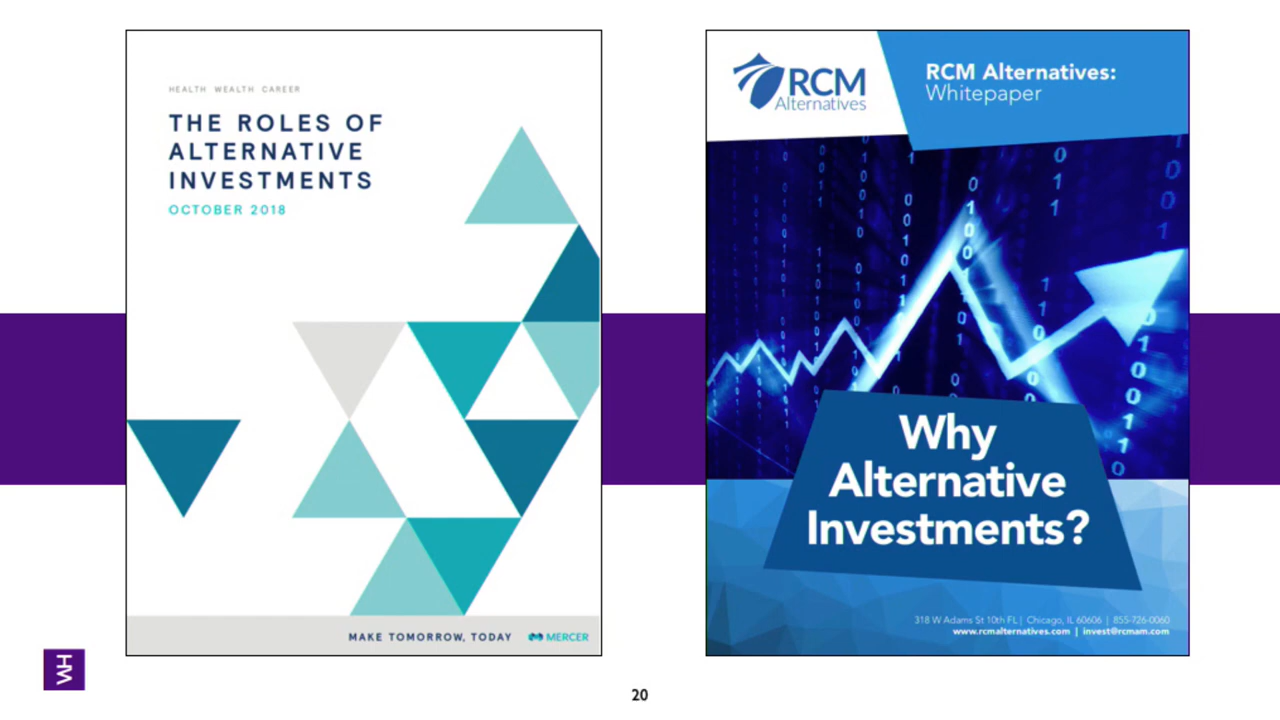 HEALTH WEALTH CAREER
THE ROLES OF
ALTERNATIVE
INVESTMENTS
OCTOBER 2018
MAKE TOMORROW, TODAY
MERCER
RCM
Alternatives
RCM Alternatives:
Whitepaper
Why
Alternative
Investments?
318 W Adams St 10th FL | Chicago, IL 60606 | 855-726-0060
www.rcmalternatives.com | invest@rcmam.com
20